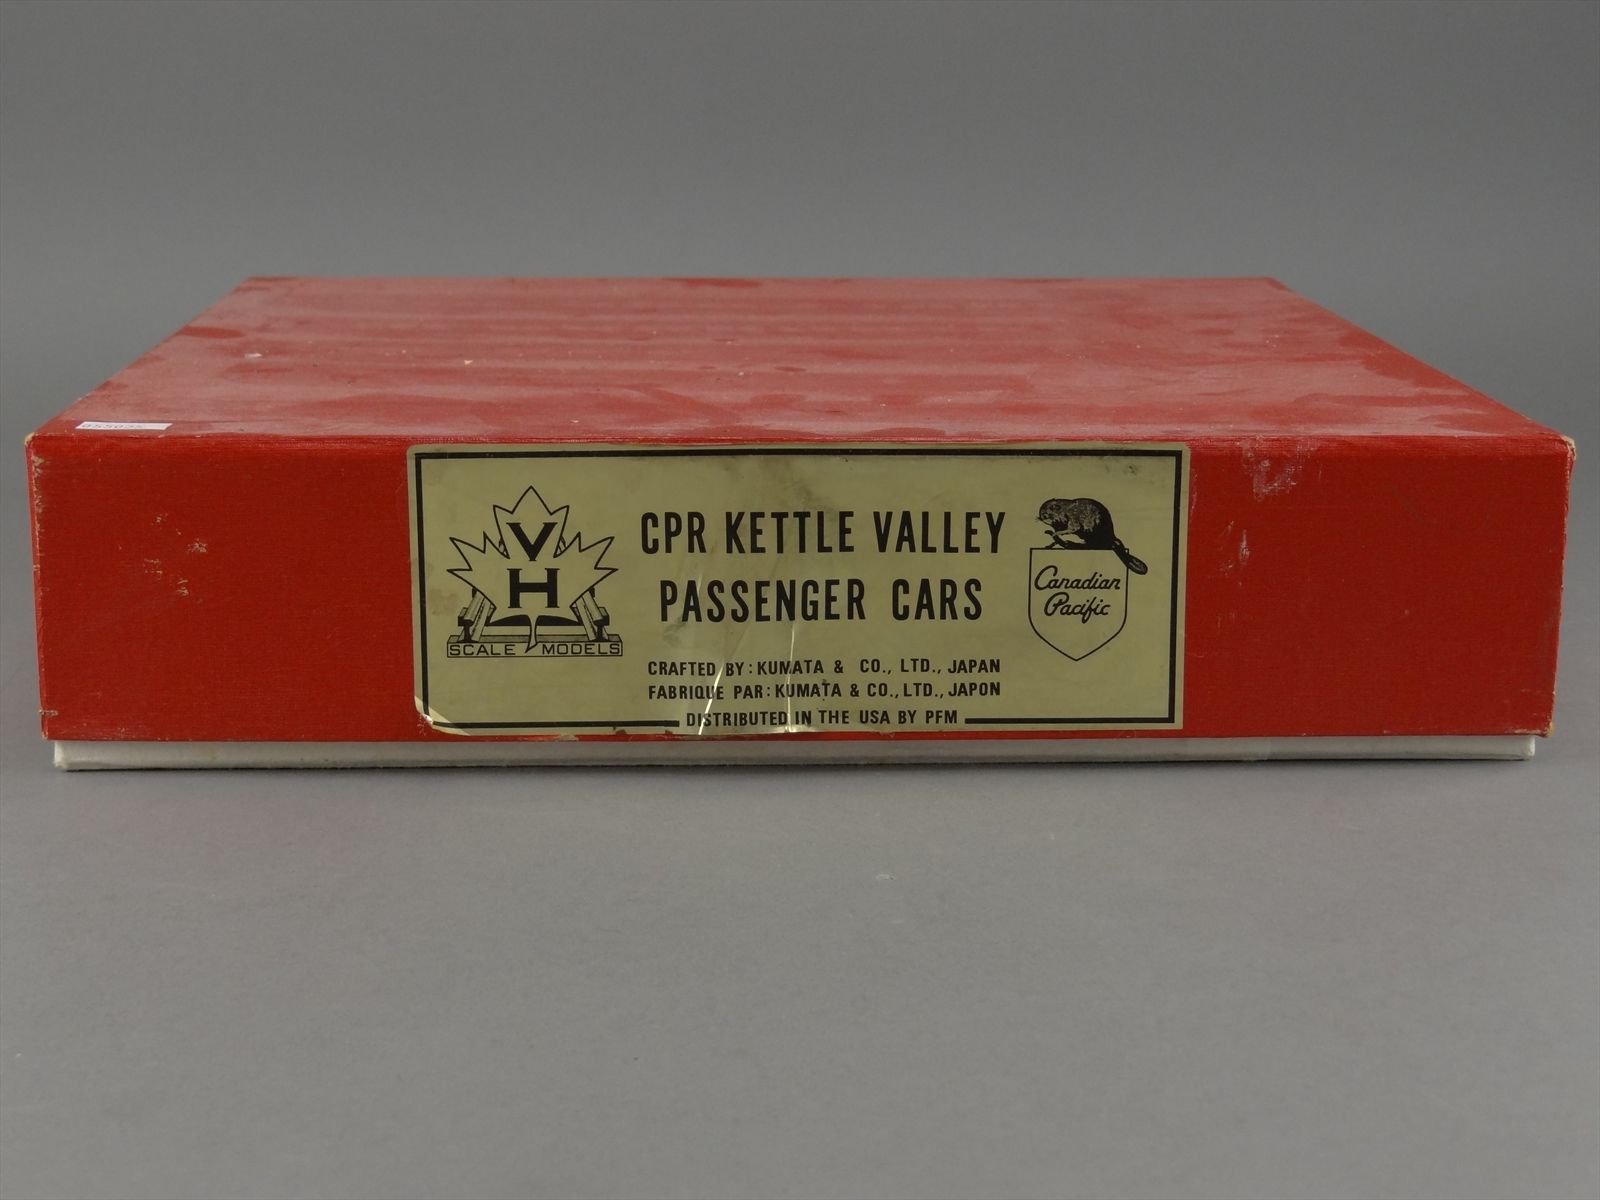 V
H
SCALE MODELS
CPR KETTLE VALLEY
PASSENGER CARS
CRAFTED BY: KUMATA & CO., LTD., JAPAN
FABRIQUE PAR: KUMATA & CO., LTD., JAPON
DISTRIBUTED IN THE USA BY PFM
Canadian
Pacific